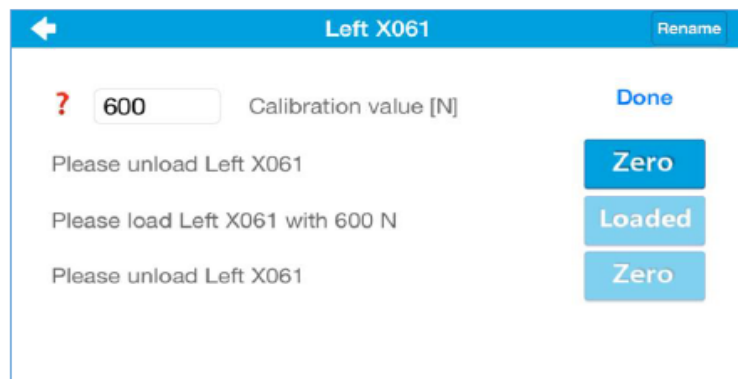 Left X061 Rename
? 600 Calibration value [N] Done
Please unload Left X061 Zero
Please load Left X061 with 600 N Loaded
Please unload Left X061 Zero